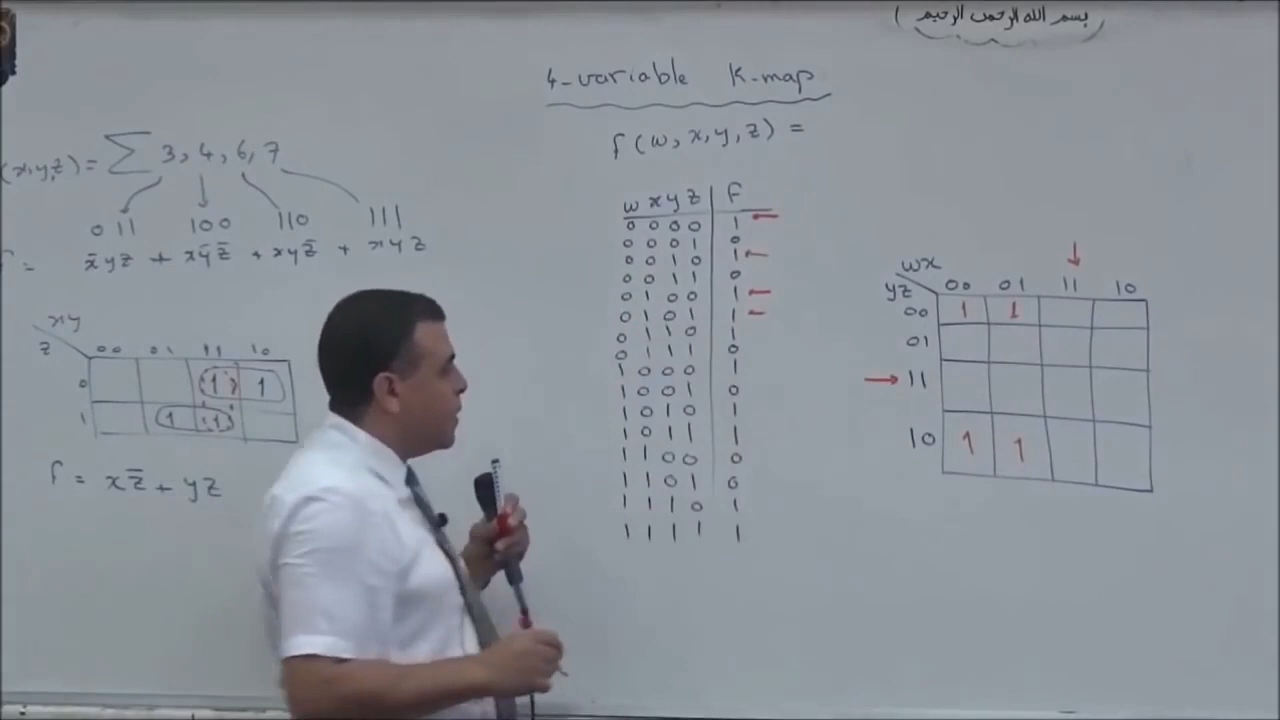 بسم الله الرحمن الرحيم
4-variable K-map
f(w,x,y,z) =
(x,y,z) = ∑ 3, 4, 6, 7
011 100 110 111
f = x̄yz + xȳz̄ + xyz̄ + xyz
xy
z
00 01 11 10
0 1 1
1 1 1
f = xz̄ + yz
w x y z f
0 0 0 0 1 ←
0 0 0 1 0
0 0 1 0 1 ←
0 0 1 1 0
0 1 0 0 1 ←
0 1 0 1 1 ←
0 1 1 0 1
0 1 1 1 0
1 0 0 0 1
1 0 0 1 0
1 0 1 0 1
1 0 1 1 1
1 1 0 0 0
1 1 0 1 0
1 1 1 0 1
1 1 1 1 1
wx
yz
00 01 11 10
00 1 1
01
→ 11
10 1 1